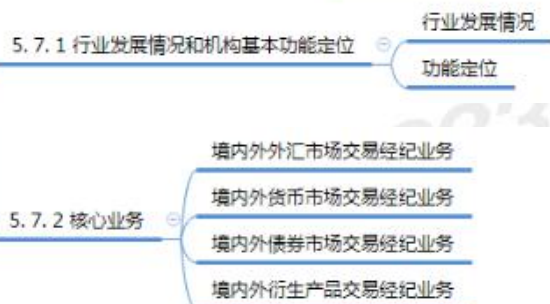 行业发展情况
5.7.1 行业发展情况和机构基本功能定位
功能定位
境内外外汇市场交易经纪业务
境内外货币市场交易经纪业务
5.7.2 核心业务
境内外债券市场交易经纪业务
境内外衍生产品交易经纪业务